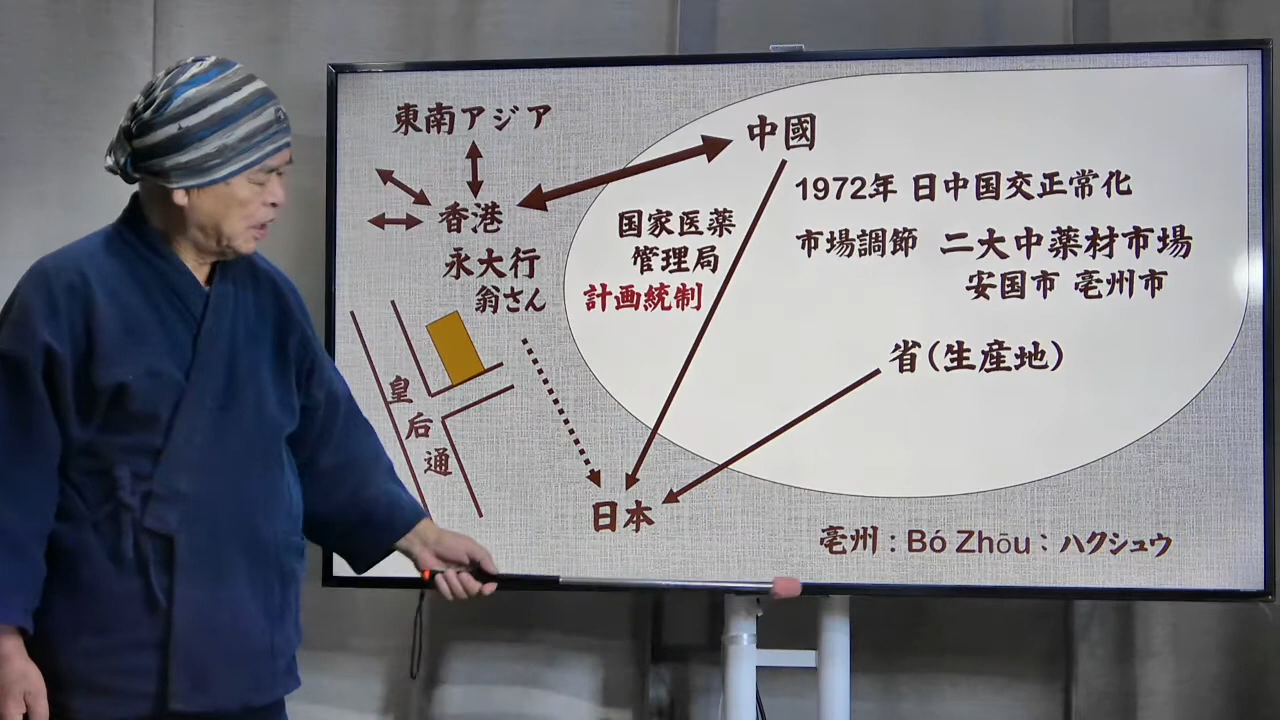 東南アジア
香港
永大行
翁さん
皇后通
中國
1972年 日中国交正常化
国家医薬
管理局
計画統制
市場調節 二大中薬材市場
安国市 亳州市
省(生産地)
日本
亳州：Bó Zhōu：ハクシュウ